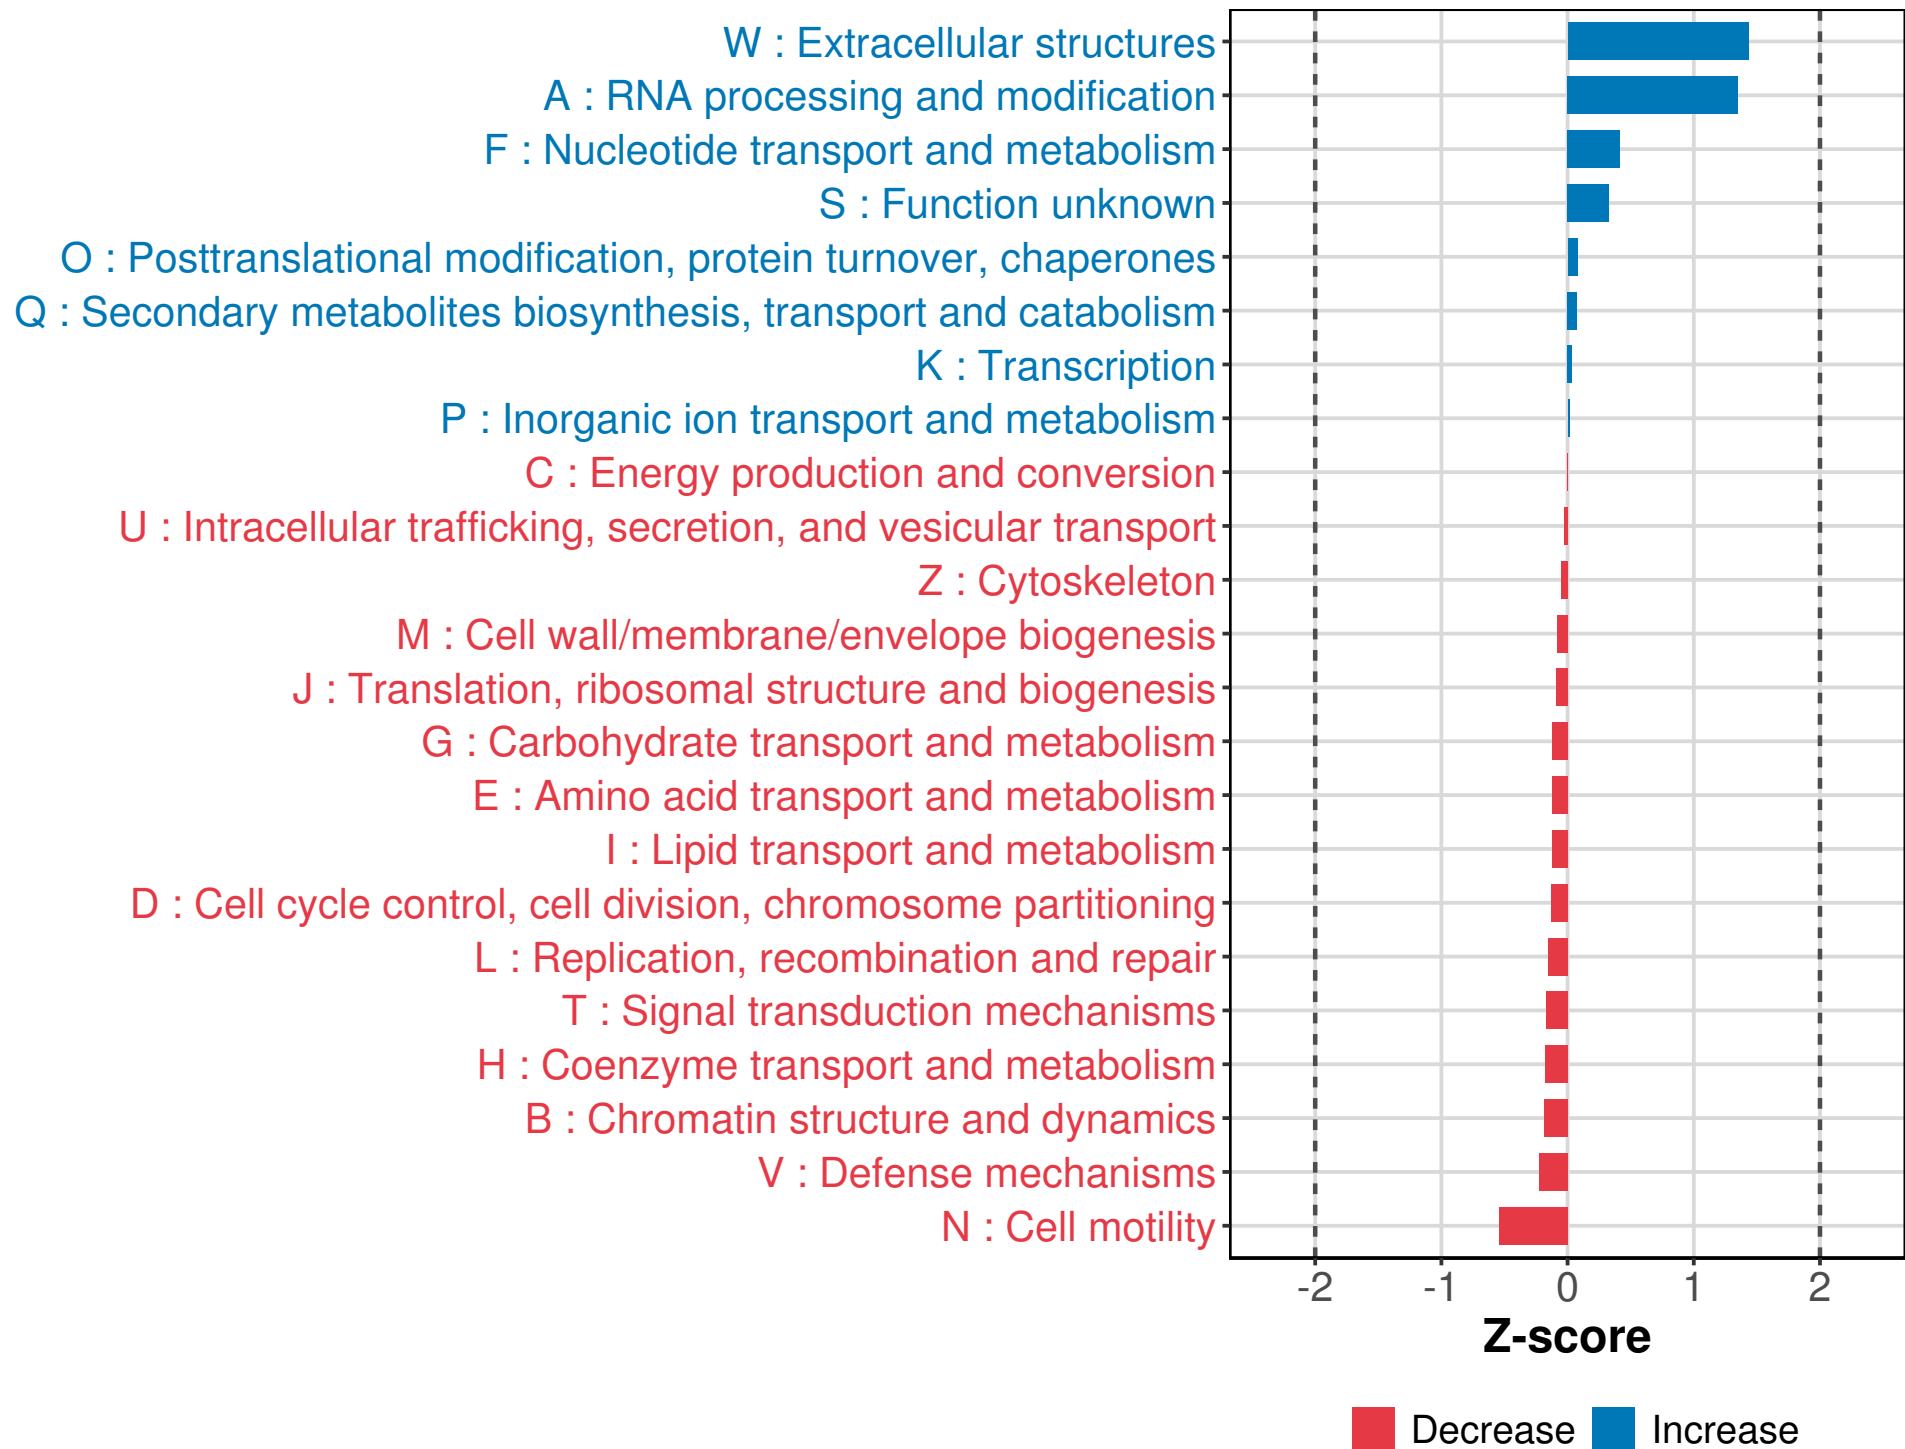 W : Extracellular structures
A : RNA processing and modification
F : Nucleotide transport and metabolism
S : Function unknown
O : Posttranslational modification, protein turnover, chaperones
Q : Secondary metabolites biosynthesis, transport and catabolism
K : Transcription
P : Inorganic ion transport and metabolism
C : Energy production and conversion
U : Intracellular trafficking, secretion, and vesicular transport
Z : Cytoskeleton
M : Cell wall/membrane/envelope biogenesis
J : Translation, ribosomal structure and biogenesis
G : Carbohydrate transport and metabolism
E : Amino acid transport and metabolism
I : Lipid transport and metabolism
D : Cell cycle control, cell division, chromosome partitioning
L : Replication, recombination and repair
T : Signal transduction mechanisms
H : Coenzyme transport and metabolism
B : Chromatin structure and dynamics
V : Defense mechanisms
N : Cell motility
-2 -1 0 1 2
Z-score
Decrease Increase